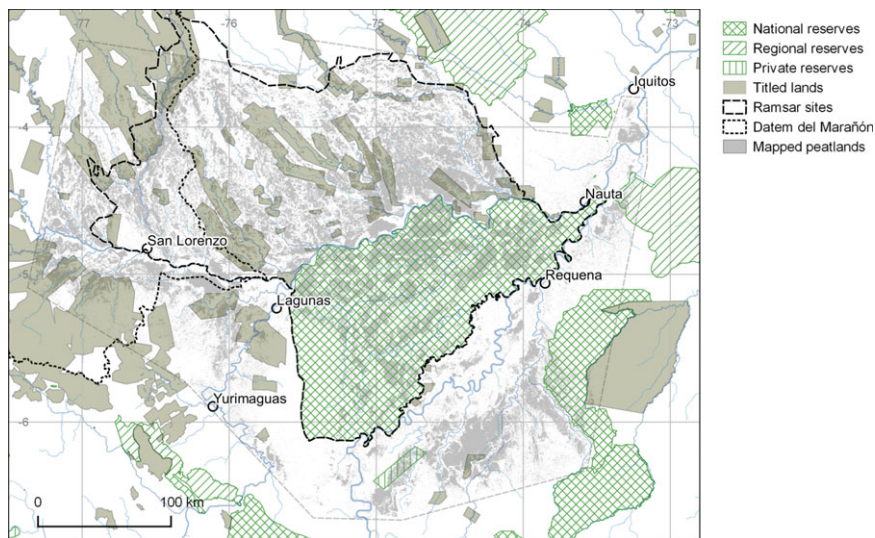 -77
-76
-75
-74
-73
National reserves
Regional reserves
Private reserves
Titled lands
Ramsar sites
Datem del Marañón
Mapped peatlands
Iquitos
-4
Nauta
San Lorenzo
-5
Requena
Lagunas
Yurimaguas
-6
0 100 km